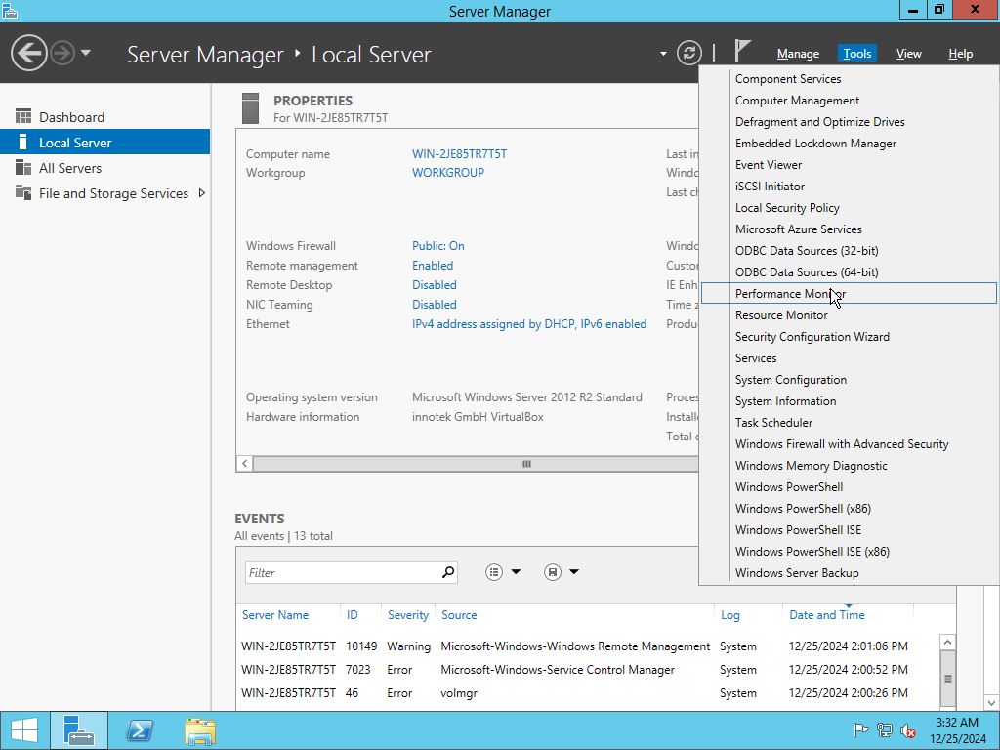 Server Manager
Server Manager ‣ Local Server
Manage Tools View Help
Dashboard
Local Server
All Servers
File and Storage Services
PROPERTIES
For WIN-2JE85TR7T5T
Computer name WIN-2JE85TR7T5T
Workgroup WORKGROUP
Windows Firewall Public: On
Remote management Enabled
Remote Desktop Disabled
NIC Teaming Disabled
Ethernet IPv4 address assigned by DHCP, IPv6 enabled
Operating system version Microsoft Windows Server 2012 R2 Standard
Hardware information innotek GmbH VirtualBox
Last in
Windo
Last ch
Windo
Custo
IE Enh
Time z
Produ
Proces
Installe
Total d
Component Services
Computer Management
Defragment and Optimize Drives
Embedded Lockdown Manager
Event Viewer
iSCSI Initiator
Local Security Policy
Microsoft Azure Services
ODBC Data Sources (32-bit)
ODBC Data Sources (64-bit)
Performance Monitor
Resource Monitor
Security Configuration Wizard
Services
System Configuration
System Information
Task Scheduler
Windows Firewall with Advanced Security
Windows Memory Diagnostic
Windows PowerShell
Windows PowerShell (x86)
Windows PowerShell ISE
Windows PowerShell ISE (x86)
Windows Server Backup
EVENTS
All events | 13 total
Filter
Server Name ID Severity Source Log Date and Time
WIN-2JE85TR7T5T 10149 Warning Microsoft-Windows-Windows Remote Management System 12/25/2024 2:01:06 PM
WIN-2JE85TR7T5T 7023 Error Microsoft-Windows-Service Control Manager System 12/25/2024 2:00:52 PM
WIN-2JE85TR7T5T 46 Error volmgr System 12/25/2024 2:00:26 PM
3:32 AM
12/25/2024